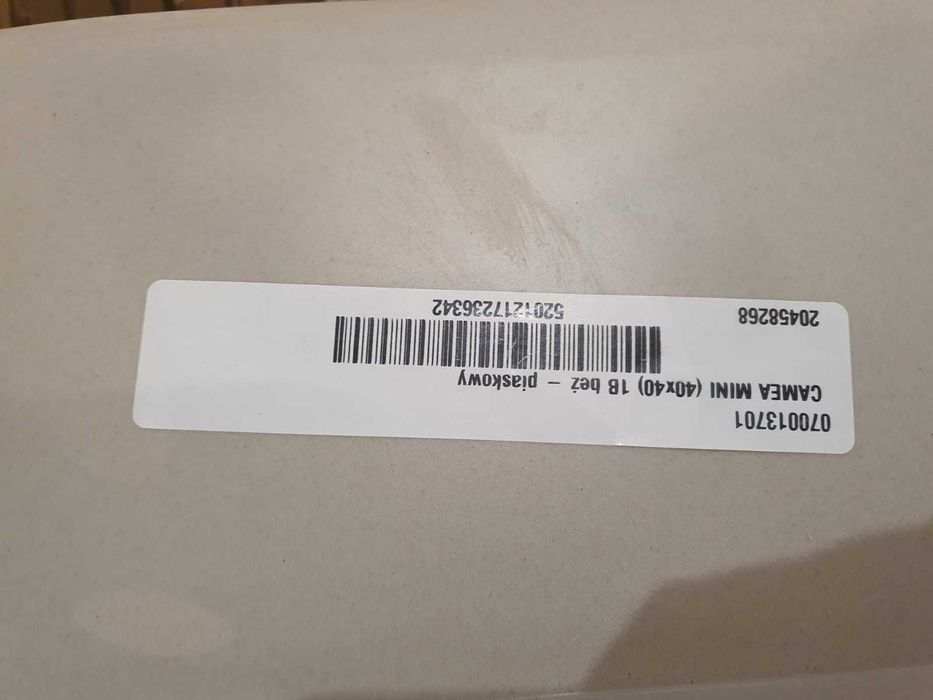 070013701
CAMEA MINI (40x40) 1B beż – piaskowy
5201217236342
20458268